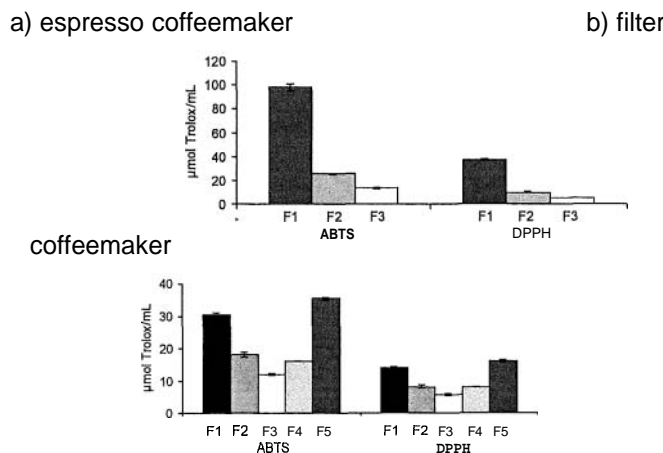 a) espresso coffeemaker b) filter
120
100
80
60
40
20
0
µmol Trolox/mL
F1 F2 F3 F1 F2 F3
ABTS DPPH
coffeemaker
40
30
20
10
0
µmol Trolox/mL
F1 F2 F3 F4 F5 F1 F2 F3 F4 F5
ABTS DPPH